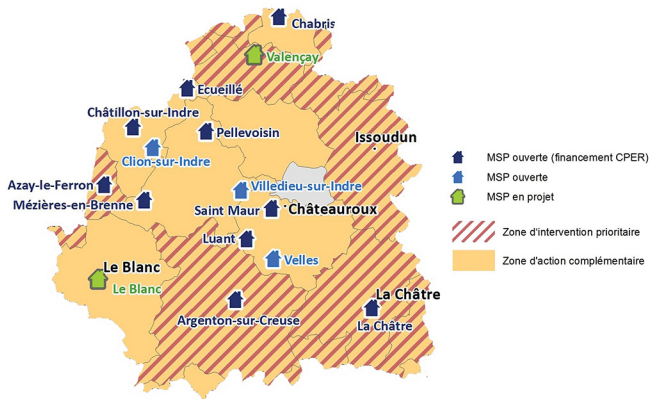 Chabris
Valençay
Ecueillé
Châtillon-sur-Indre
Pellevoisin
Issoudun
Clion-sur-Indre
Azay-le-Ferron
Villedieu-sur-Indre
Mézières-en-Brenne
Saint Maur
Châteauroux
Luant
Velles
Le Blanc
Le Blanc
La Châtre
Argenton-sur-Creuse
La Châtre
MSP ouverte (financement CPER)
MSP ouverte
MSP en projet
Zone d'intervention prioritaire
Zone d'action complémentaire